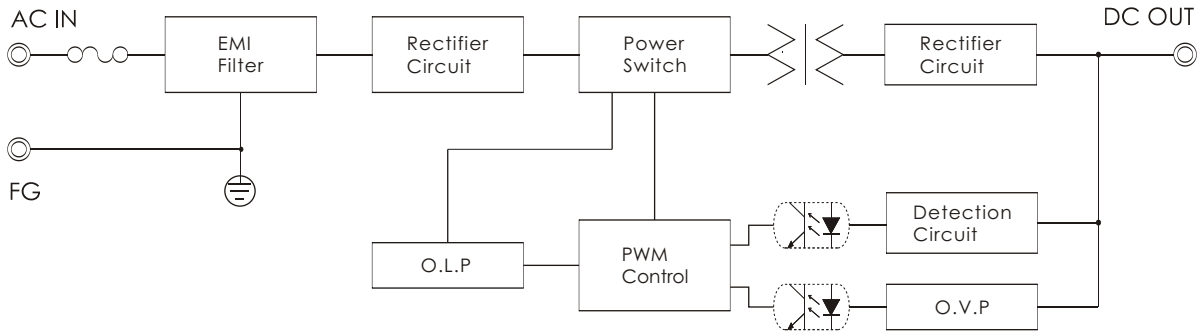 AC IN
EMI
Filter
Rectifier
Circuit
Power
Switch
Rectifier
Circuit
DC OUT
FG
O.L.P
PWM
Control
Detection
Circuit
O.V.P